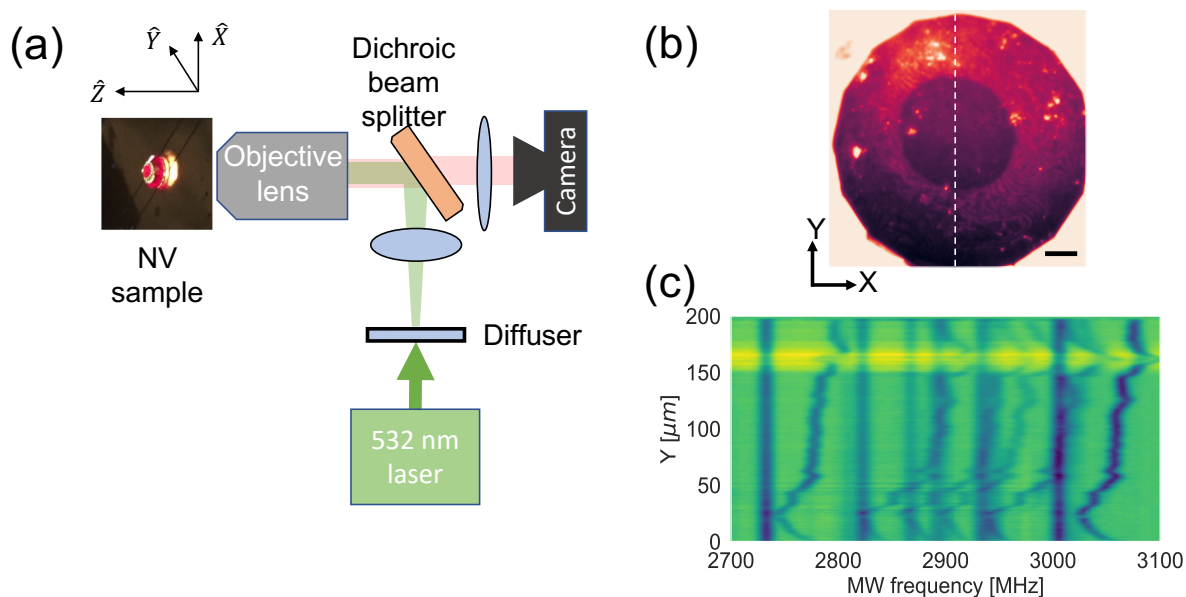 (a)
X̂
Ŷ
Ẑ
Dichroic
beam
splitter
Objective
lens
Camera
NV
sample
Diffuser
532 nm
laser
(b)
Y
X
(c)
Y [μm]
200
150
100
50
0
2700
2800
2900
3000
3100
MW frequency [MHz]